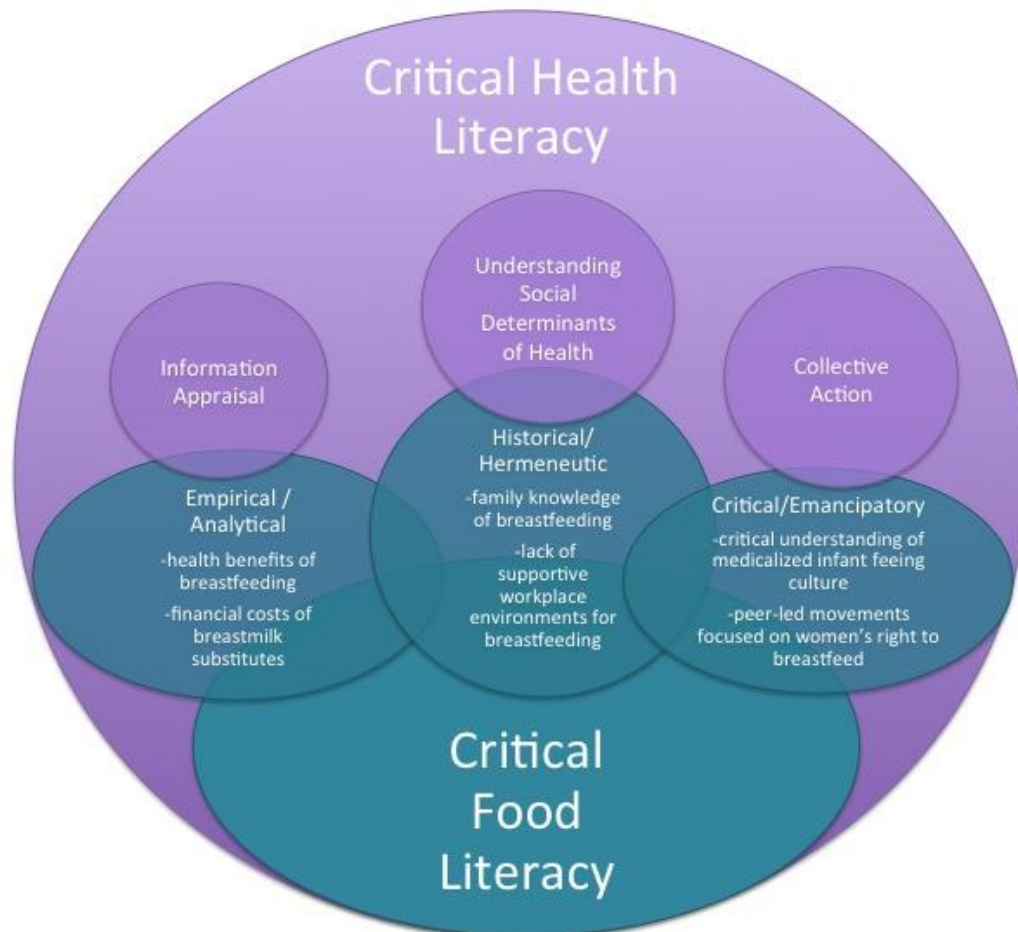 Critical Health
Literacy
Understanding
Social
Determinants
of Health
Information
Appraisal
Collective
Action
Historical/
Hermeneutic
-family knowledge
of breastfeeding
-lack of
supportive
workplace
environments for
breastfeeding
Empirical /
Analytical
-health benefits of
breastfeeding
-financial costs of
breastmilk
substitutes
Critical/Emancipatory
-critical understanding of
medicalized infant feeing
culture
-peer-led movements
focused on women's right to
breastfeed
Critical
Food
Literacy